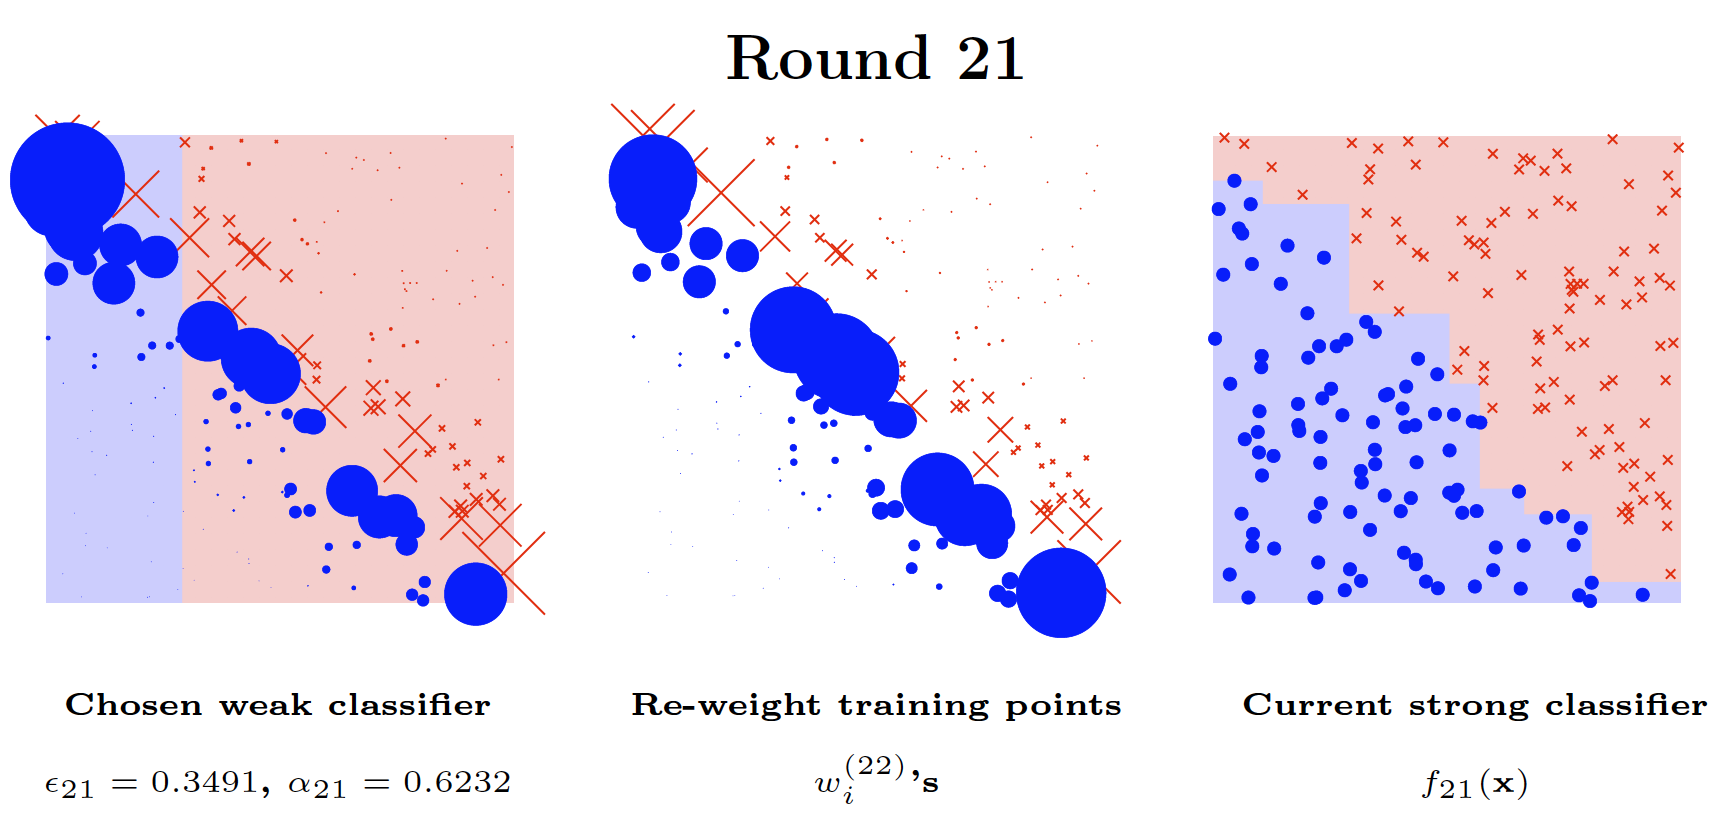 Round 21
Chosen weak classifier
Re-weight training points
Current strong classifier
ϵ₂₁ = 0.3491, α₂₁ = 0.6232
wᵢ⁽²²⁾'s
f₂₁(x)